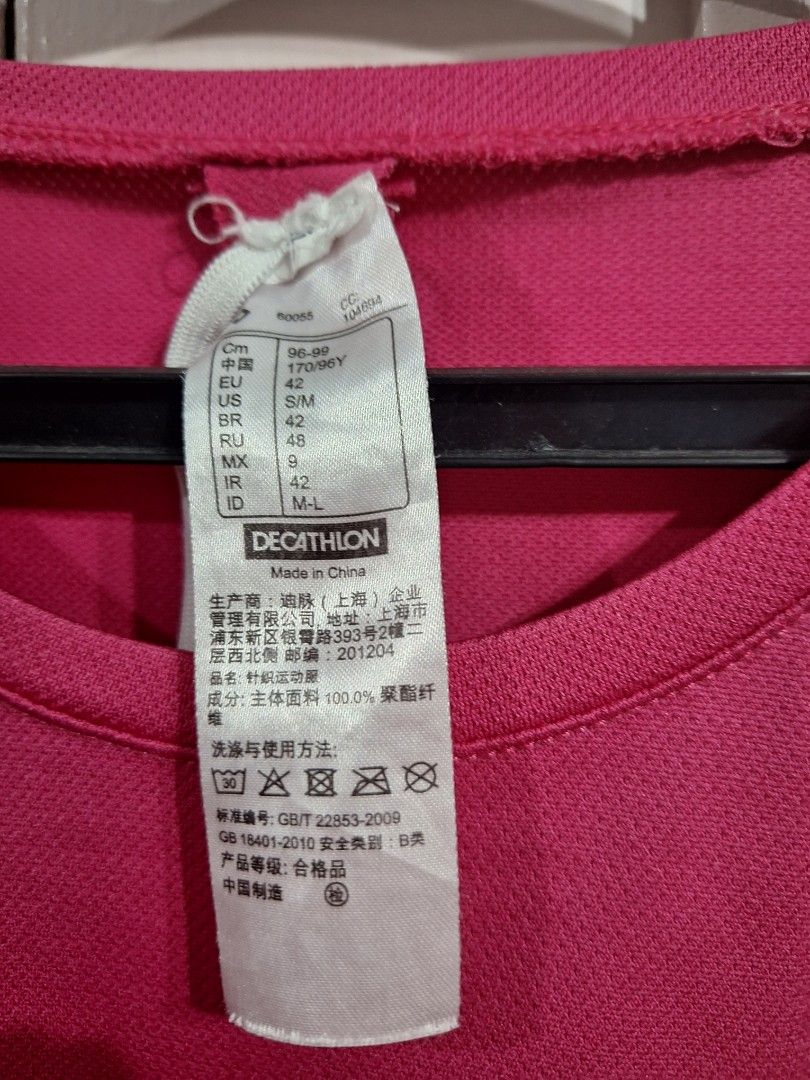 60055 CC: 104694
Cm 96-99
中国 170/96Y
EU 42
US S/M
BR 42
RU 48
MX 9
IR 42
ID M-L
DECATHLON
Made in China
生产商：迪脉（上海）企业
管理有限公司, 地址：上海市
浦东新区银霄路393号2幢二
层西北侧 邮编：201204
品名: 针织运动服
成分: 主体面料 100.0% 聚酯纤
维
洗涤与使用方法:
30
标准编号: GB/T 22853-2009
GB 18401-2010 安全类别：B类
产品等级: 合格品
中国制造 检